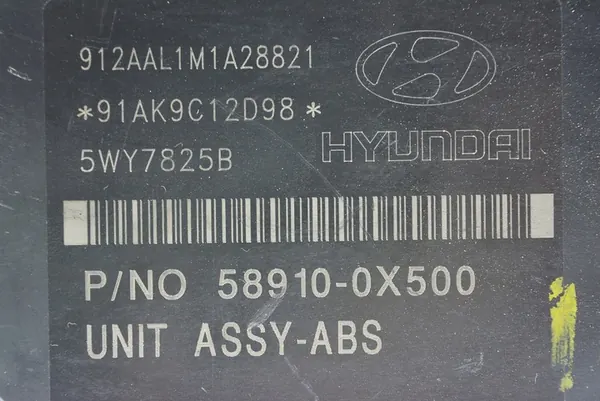 912AAL1M1A28821
*91AK9C12D98*
5WY7825B
HYUNDAI
P/NO 58910-0X500
UNIT ASSY-ABS